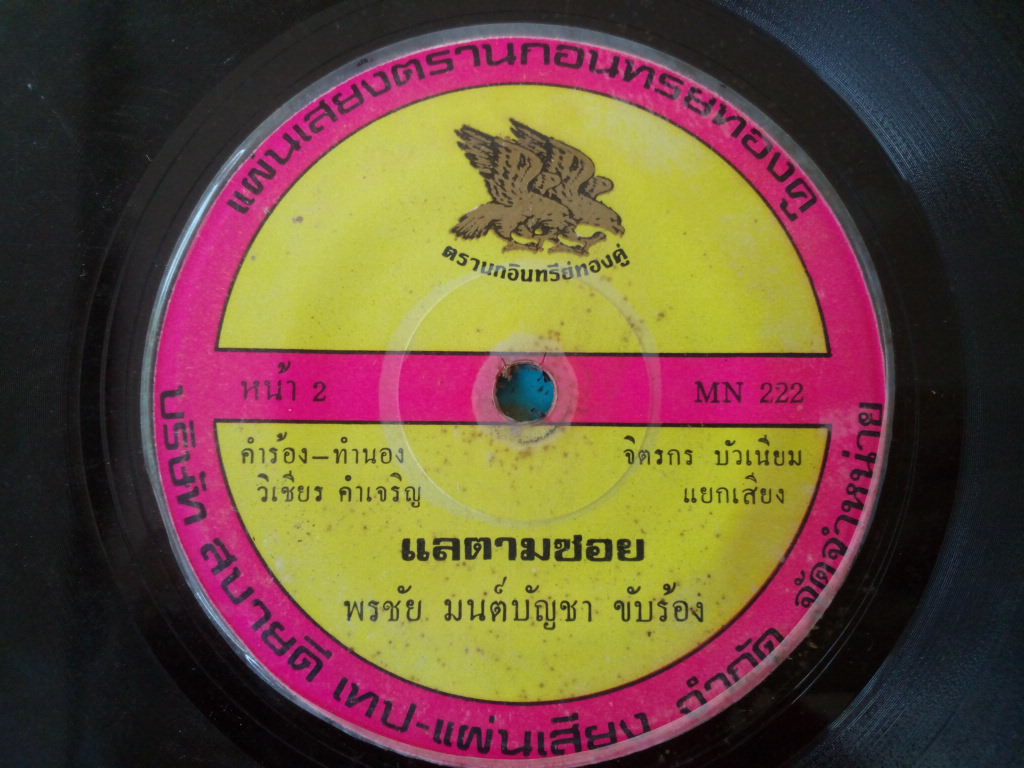 แผ่นเสียงตรานกอินทรีย์ทองคู่
ตรานกอินทรีย์ทองคู่
หน้า 2
MN 222
คำร้อง-ทำนอง
จิตรกร บัวเนียม
วิเชียร คำเจริญ
แยกเสียง
แลตามซอย
พรชัย มนต์บัญชา ขับร้อง
บริษัท สบายดี เทป-แผ่นเสียง จำกัด จัดจำหน่าย